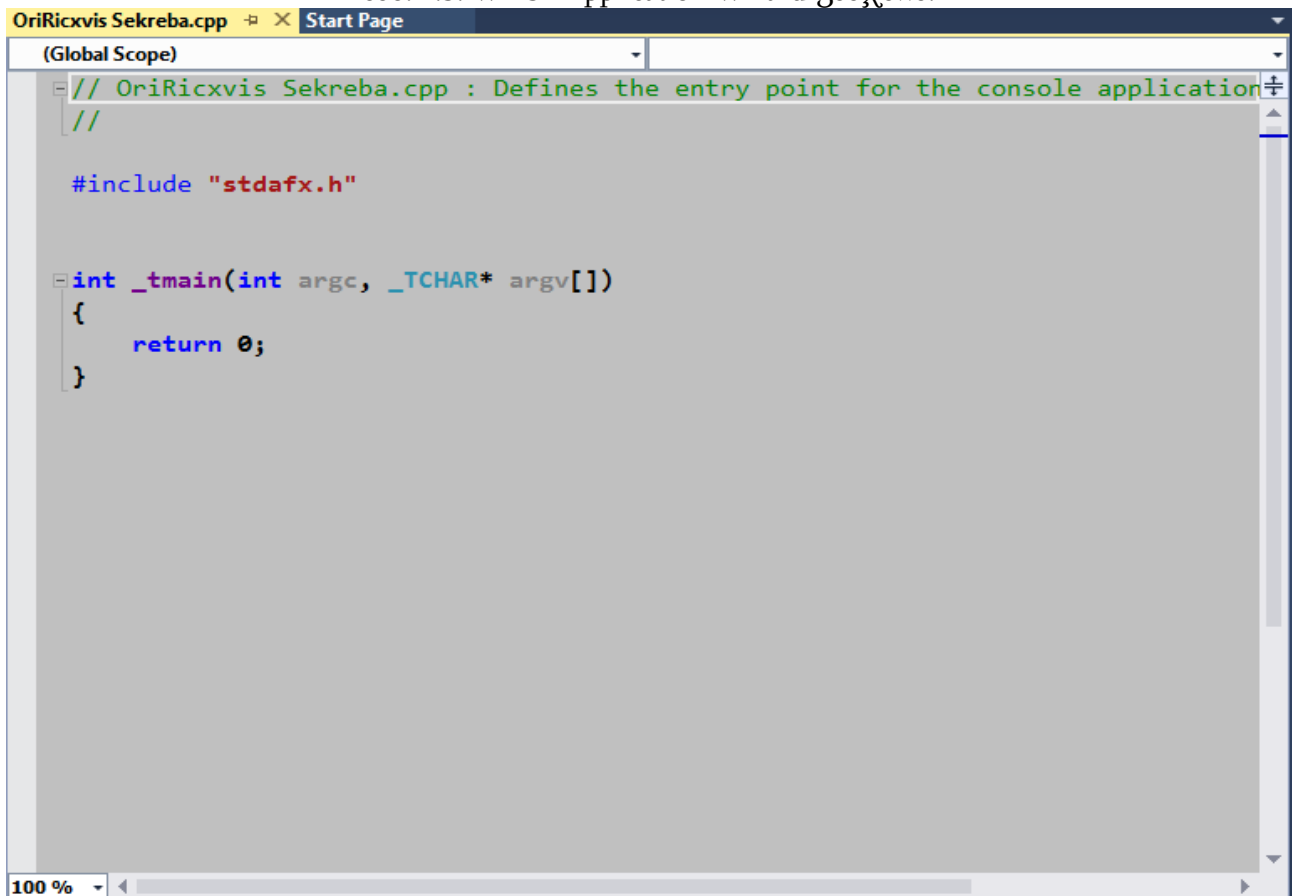 OriRicxvis Sekreba.cpp Start Page
(Global Scope)
// OriRicxvis Sekreba.cpp : Defines the entry point for the console application
//
#include "stdafx.h"
int _tmain(int argc, _TCHAR* argv[])
{
return 0;
}
100 %